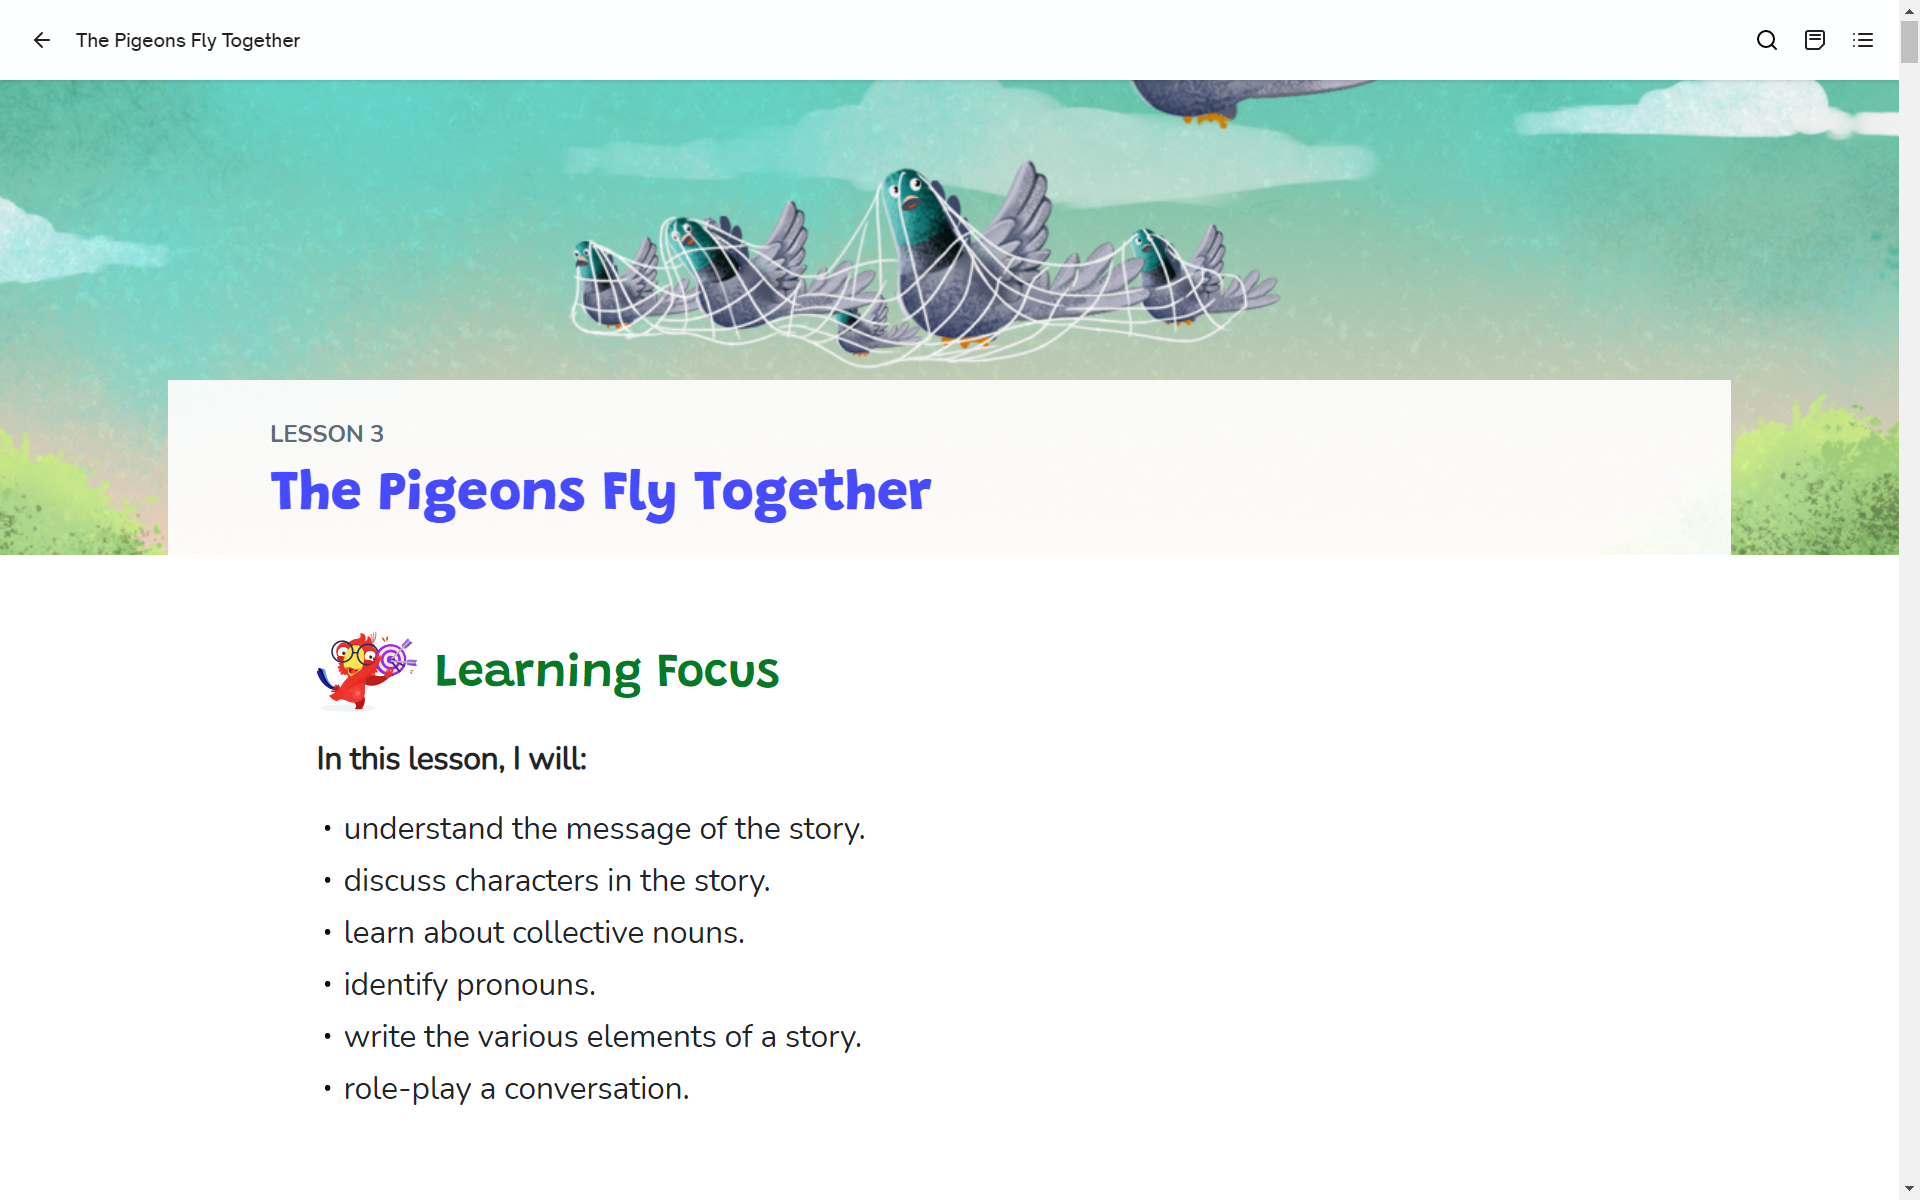 The Pigeons Fly Together
LESSON 3
The Pigeons Fly Together
Learning Focus
In this lesson, I will:
• understand the message of the story.
• discuss characters in the story.
• learn about collective nouns.
• identify pronouns.
• write the various elements of a story.
• role-play a conversation.